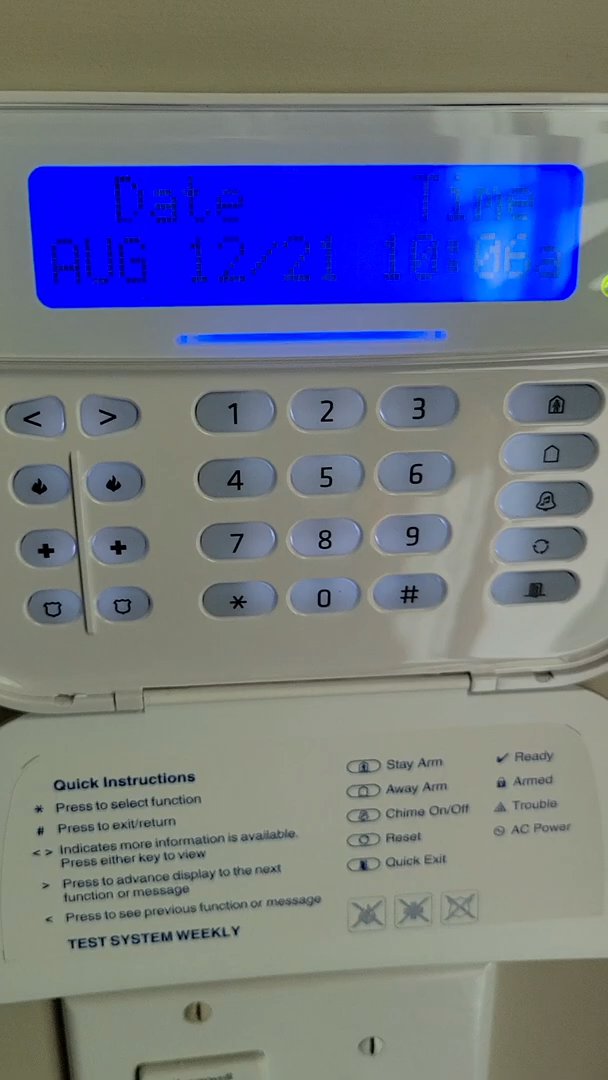 Date Time
AUG 12/21 10:06a
< > 1 2 3
4 5 6
7 8 9
* 0 #
Quick Instructions
* Press to select function
# Press to exit/return
< > Indicates more information is available.
Press either key to view
> Press to advance display to the next
function or message
< Press to see previous function or message
TEST SYSTEM WEEKLY
Stay Arm
Away Arm
Chime On/Off
Reset
Quick Exit
Ready
Armed
Trouble
AC Power